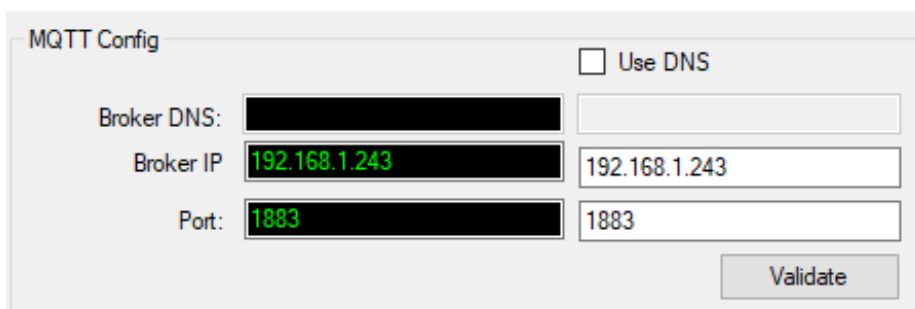 MQTT Config
Use DNS
Broker DNS:
Broker IP 192.168.1.243 192.168.1.243
Port: 1883 1883
Validate